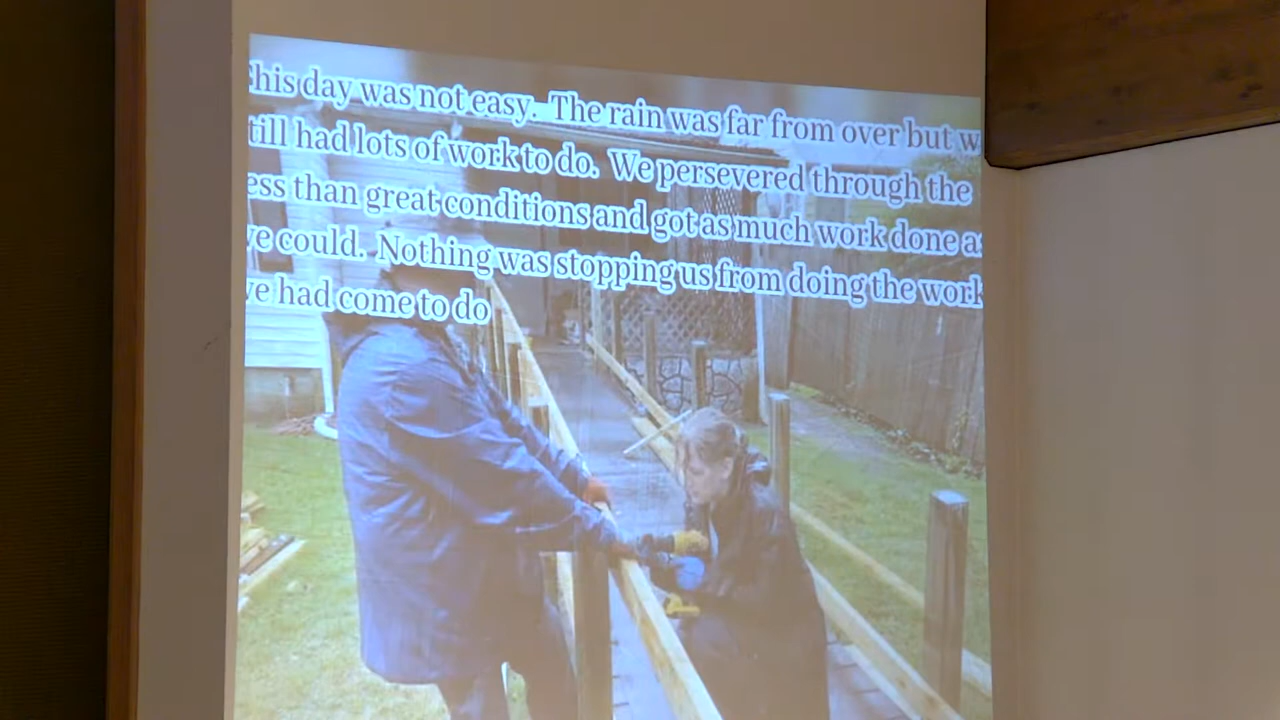 This day was not easy. The rain was far from over but w
till had lots of work to do. We persevered through the
ess than great conditions and got as much work done as
ve could. Nothing was stopping us from doing the work
ve had come to do